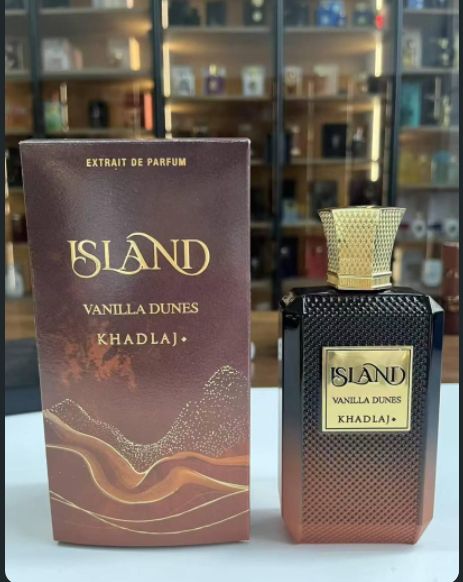 EXTRAIT DE PARFUM
ISLAND
VANILLA DUNES
KHADLAJ
ISLAND
VANILLA DUNES
KHADLAJ